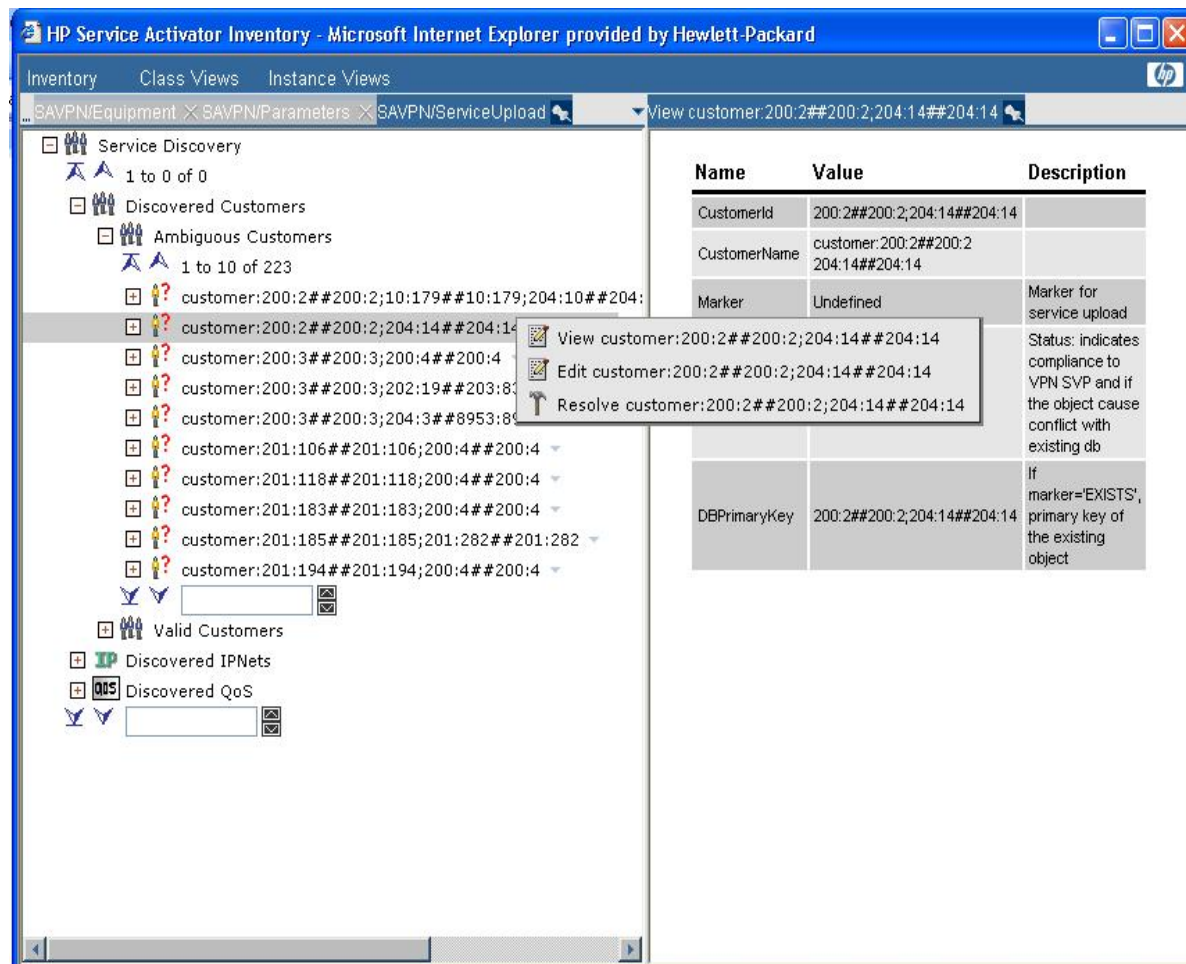 HP Service Activator Inventory - Microsoft Internet Explorer provided by Hewlett-Packard
Inventory Class Views Instance Views
hp
... SAVPN/Equipment SAVPN/Parameters SAVPN/ServiceUpload
View customer:200:2##200:2;204:14##204:14
Service Discovery
1 to 0 of 0
Discovered Customers
Ambiguous Customers
1 to 10 of 223
customer:200:2##200:2;10:179##10:179;204:10##204:
customer:200:2##200:2;204:14##204:14
customer:200:3##200:3;200:4##200:4
customer:200:3##200:3;202:19##203:83
customer:200:3##200:3;204:3##8953:89
customer:201:106##201:106;200:4##200:4
customer:201:118##201:118;200:4##200:4
customer:201:183##201:183;200:4##200:4
customer:201:185##201:185;201:282##201:282
customer:201:194##201:194;200:4##200:4
Valid Customers
IP Discovered IPNets
QOS Discovered QoS
View customer:200:2##200:2;204:14##204:14
Edit customer:200:2##200:2;204:14##204:14
Resolve customer:200:2##200:2;204:14##204:14
Name Value Description
CustomerId 200:2##200:2;204:14##204:14
CustomerName customer:200:2##200:2
204:14##204:14
Marker Undefined Marker for
service upload
Status: indicates
compliance to
VPN SVP and if
the object cause
conflict with
existing db
DBPrimaryKey 200:2##200:2;204:14##204:14 If
marker='EXISTS',
primary key of
the existing
object